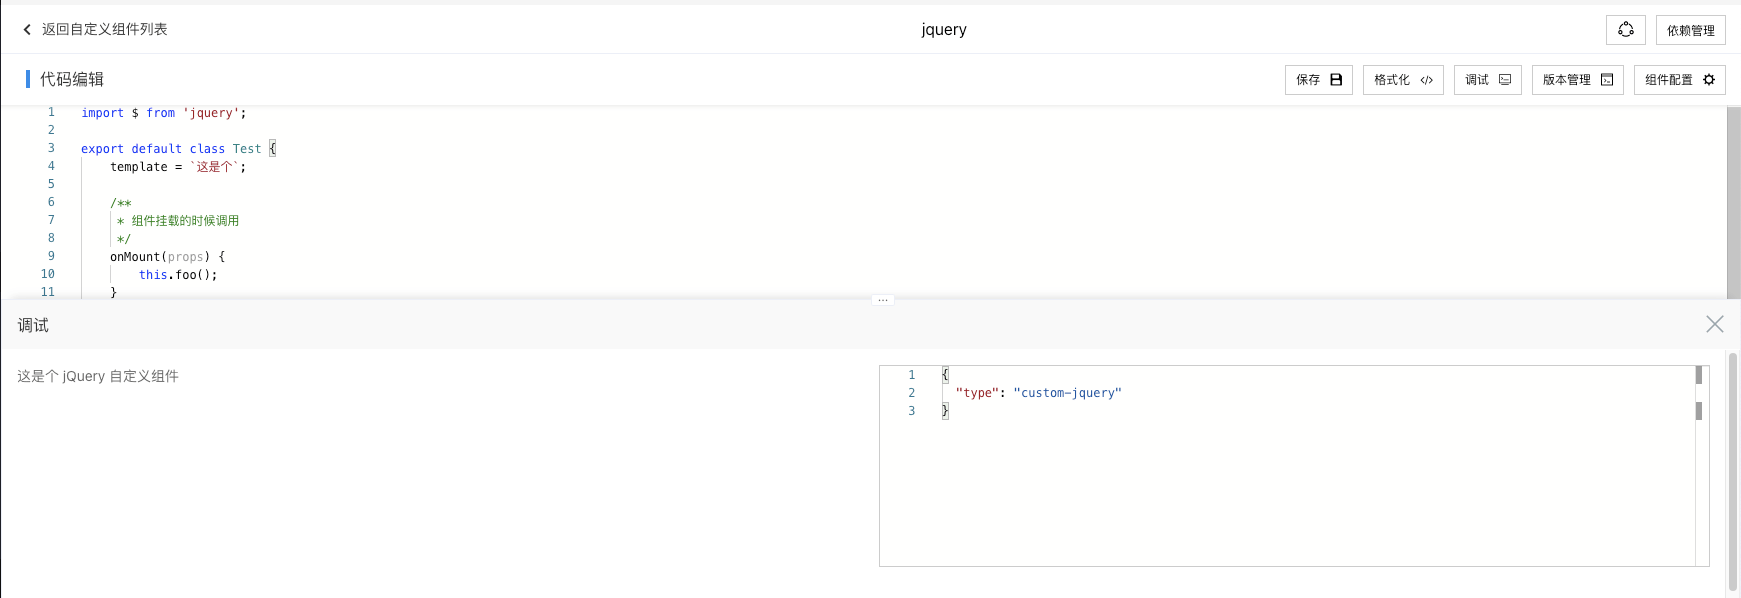 返回自定义组件列表
jquery
依赖管理
代码编辑
保存
格式化
调试
版本管理
组件配置
1 import $ from 'jquery';
2
3 export default class Test {
4 template = `这是个`;
5
6 /**
7 * 组件挂载的时候调用
8 */
9 onMount(props) {
10 this.foo();
11 }
...
调试
这是个 jQuery 自定义组件
1 {
2 "type": "custom-jquery"
3 }